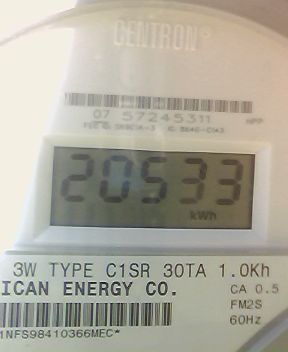 CENTRON®
07 57245311 HPP
20533
kWh
3W TYPE C1SR 30TA 1.0Kh
ICAN ENERGY CO. CA 0.5
FM2S
60Hz
1NFS98410366MEC*